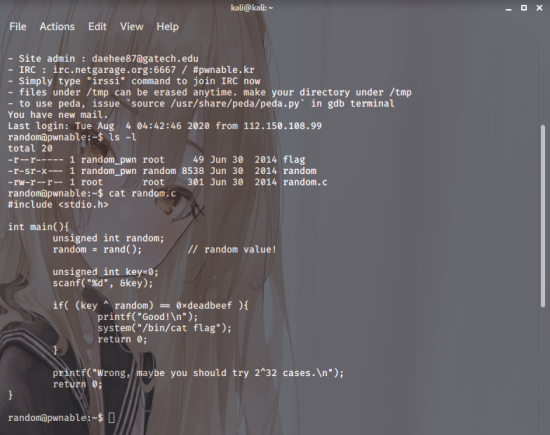 kali@kali: ~
File Actions Edit View Help
- Site admin : daehee87@gatech.edu
- IRC : irc.netgarage.org:6667 / #pwnable.kr
- Simply type "irssi" command to join IRC now
- files under /tmp can be erased anytime. make your directory under /tmp
- to use peda, issue `source /usr/share/peda/peda.py` in gdb terminal
You have new mail.
Last login: Tue Aug  4 04:42:46 2020 from 112.150.108.99
random@pwnable:~$ ls -l
total 20
-r--r----- 1 random_pwn root     49 Jun 30  2014 flag
-r-sr-x--- 1 random_pwn random 8538 Jun 30  2014 random
-rw-r--r-- 1 root       root    301 Jun 30  2014 random.c
random@pwnable:~$ cat random.c
#include <stdio.h>
int main(){
unsigned int random;
random = rand();        // random value!
unsigned int key=0;
scanf("%d", &key);
if( (key ^ random) == 0xdeadbeef ){
printf("Good!\n");
system("/bin/cat flag");
return 0;
}
printf("Wrong, maybe you should try 2^32 cases.\n");
return 0;
}
random@pwnable:~$